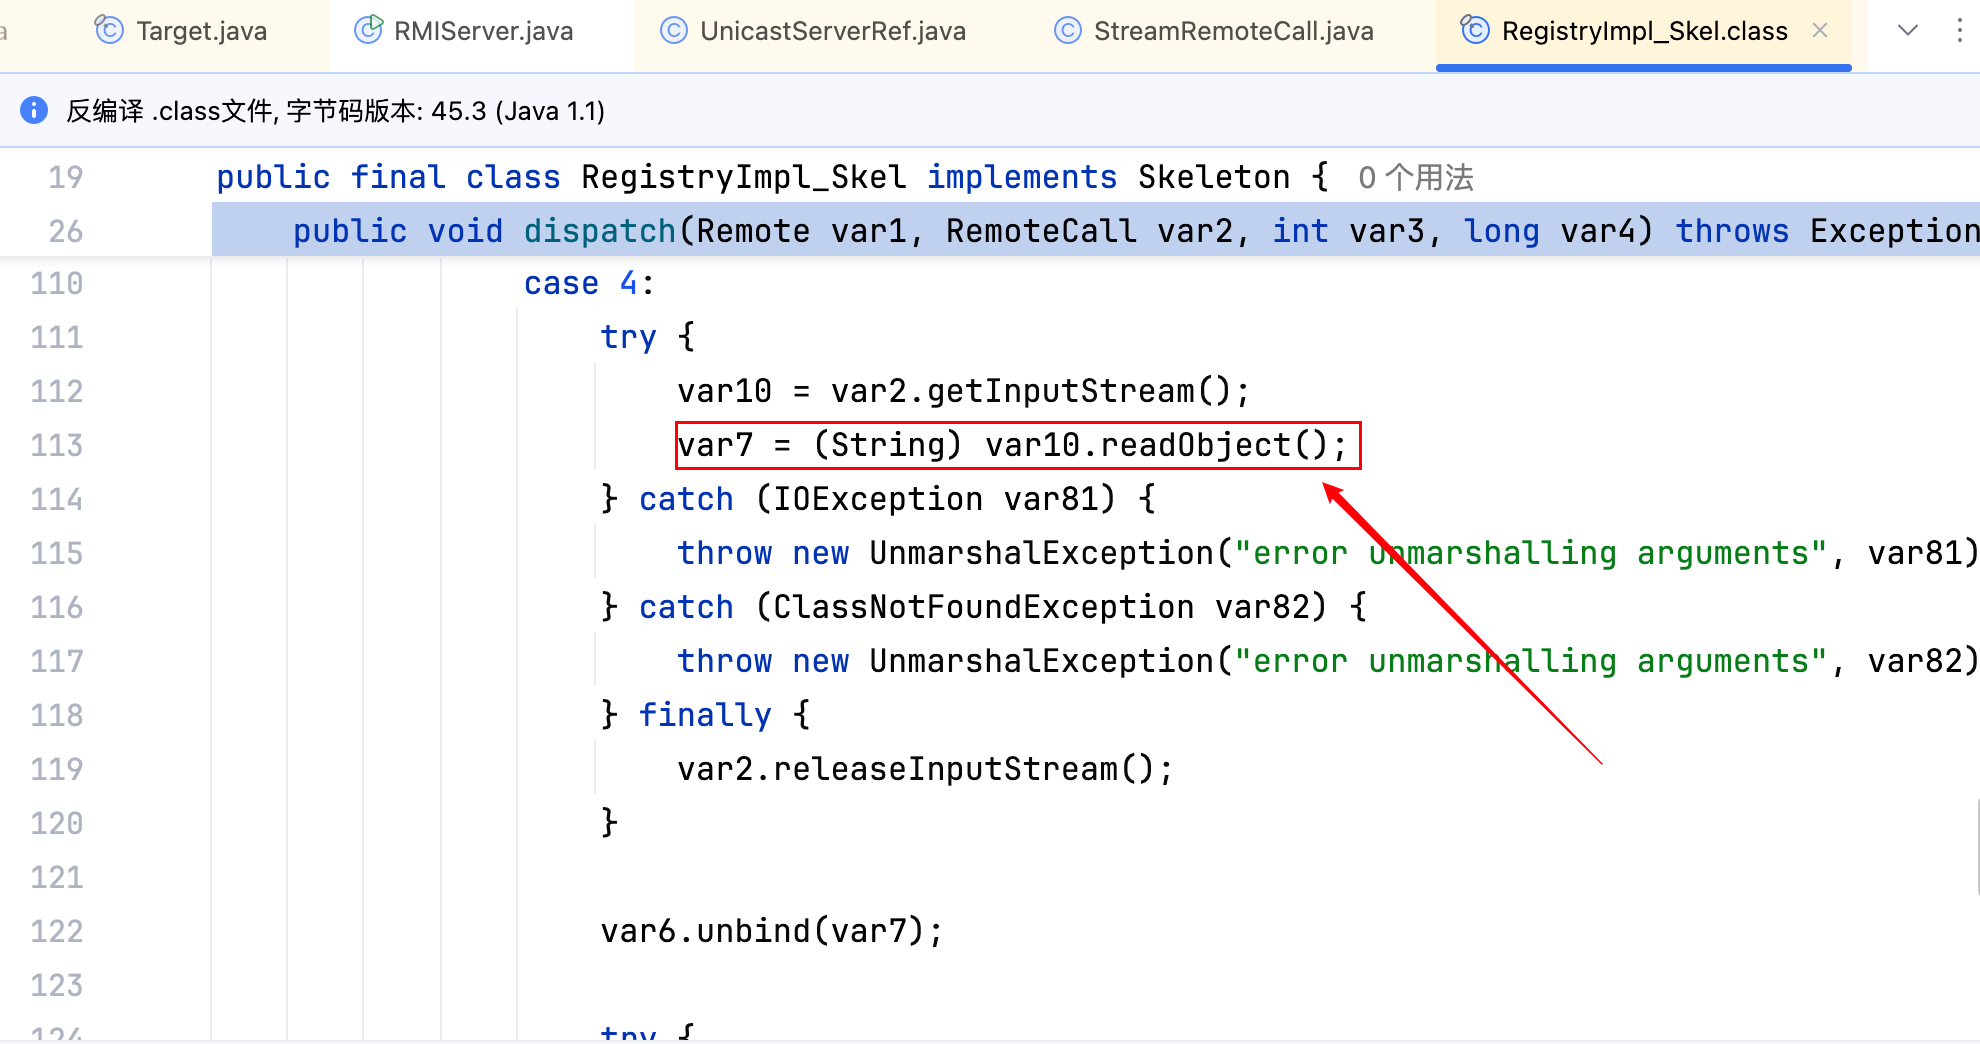 a Target.java RMIServer.java UnicastServerRef.java StreamRemoteCall.java RegistryImpl_Skel.class
反编译 .class文件, 字节码版本: 45.3 (Java 1.1)
19 public final class RegistryImpl_Skel implements Skeleton { 0 个用法
26 public void dispatch(Remote var1, RemoteCall var2, int var3, long var4) throws Exception
110 case 4:
111 try {
112 var10 = var2.getInputStream();
113 var7 = (String) var10.readObject();
114 } catch (IOException var81) {
115 throw new UnmarshalException("error unmarshalling arguments", var81)
116 } catch (ClassNotFoundException var82) {
117 throw new UnmarshalException("error unmarshalling arguments", var82)
118 } finally {
119 var2.releaseInputStream();
120 }
121
122 var6.unbind(var7);
123
124 try {